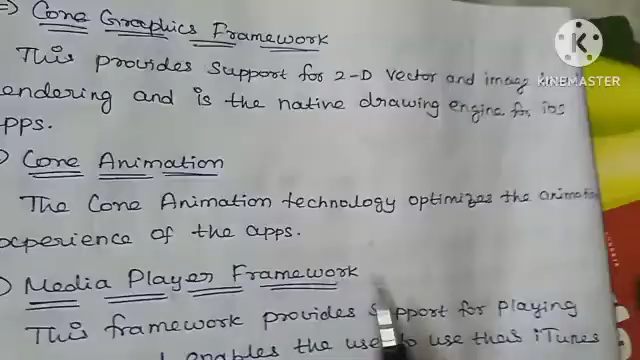 => Core Graphics Framework
This provides support for 2-D vector and image
rendering and is the native drawing engine for ios
apps.
Core Animation
The Core Animation technology optimizes the animation
experience of the apps.
Media Player Framework
This framework provides support for playing
enables the use to use their iTunes
KINEMASTER